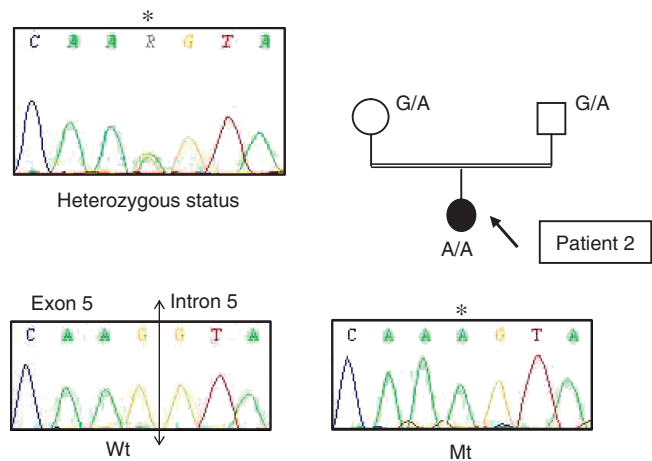 *
C A A R G T A
Heterozygous status
G/A
G/A
A/A
Patient 2
Exon 5
Intron 5
C A A G G T A
Wt
*
C A A A G T A
Mt